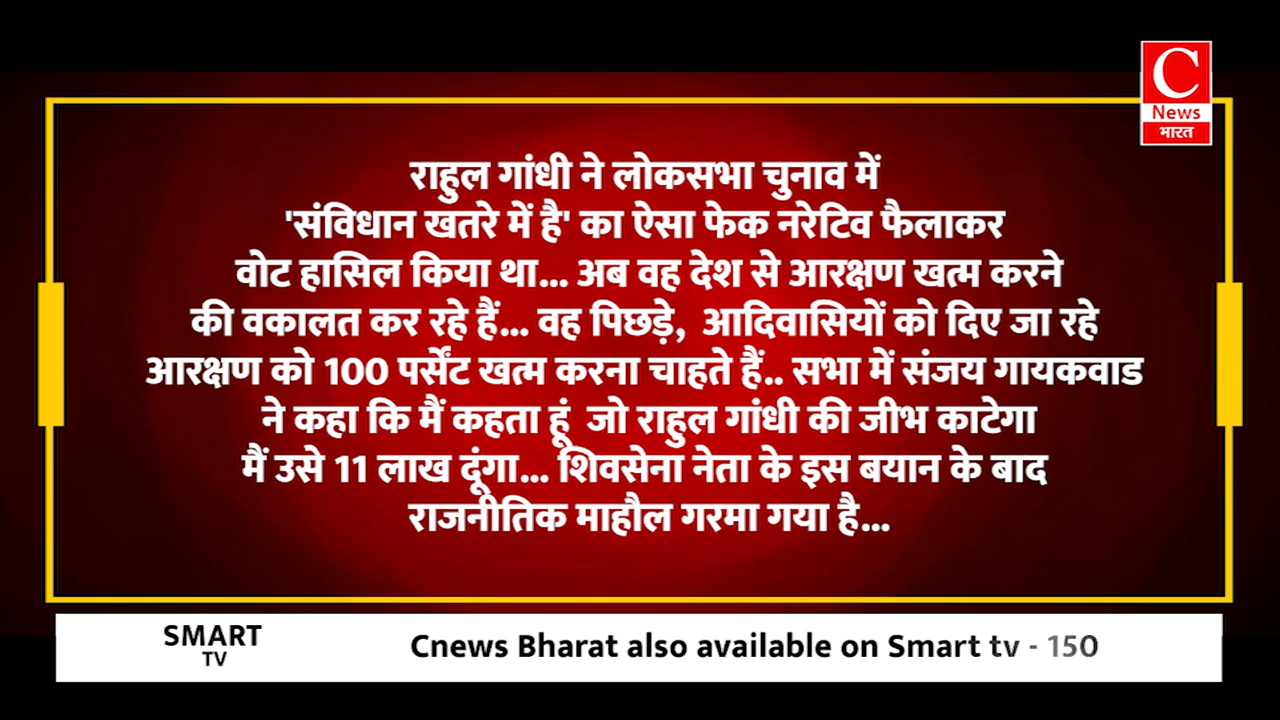 C
News
भारत
राहुल गांधी ने लोकसभा चुनाव में
'संविधान खतरे में है' का ऐसा फेक नरेटिव फैलाकर
वोट हासिल किया था... अब वह देश से आरक्षण खत्म करने
की वकालत कर रहे हैं... वह पिछड़े, आदिवासियों को दिए जा रहे
आरक्षण को 100 पर्सेंट खत्म करना चाहते हैं.. सभा में संजय गायकवाड
ने कहा कि मैं कहता हूं जो राहुल गांधी की जीभ काटेगा
मैं उसे 11 लाख दूंगा... शिवसेना नेता के इस बयान के बाद
राजनीतिक माहौल गरमा गया है...
SMART
TV
Cnews Bharat also available on Smart tv - 150